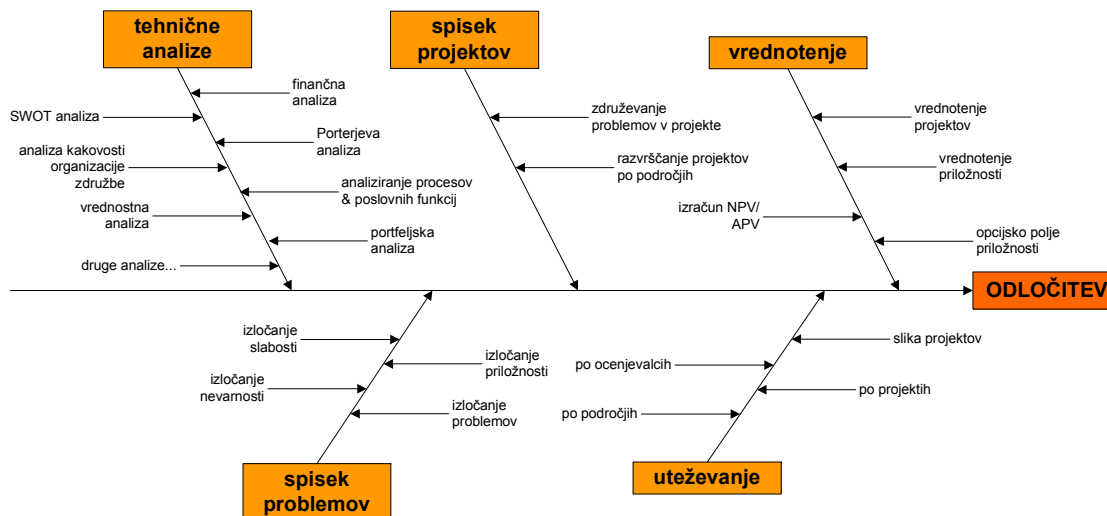 tehnične
analize
spisek
projektov
vrednotenje
finančna
analiza
SWOT analiza
Porterjeva
analiza
analiza kakovosti
organizacije
združbe
analiziranje procesov
& poslovnih funkcij
vrednostna
analiza
portfeljska
analiza
druge analize...
združevanje
problemov v projekte
razvrščanje projektov
po področjih
vrednotenje
projektov
vrednotenje
priložnosti
izračun NPV/
APV
opcijsko polje
priložnosti
ODLOČITEV
izločanje
slabosti
izločanje
priložnosti
izločanje
nevarnosti
izločanje
problemov
slika projektov
po ocenjevalcih
po projektih
po področjih
spisek
problemov
uteževanje